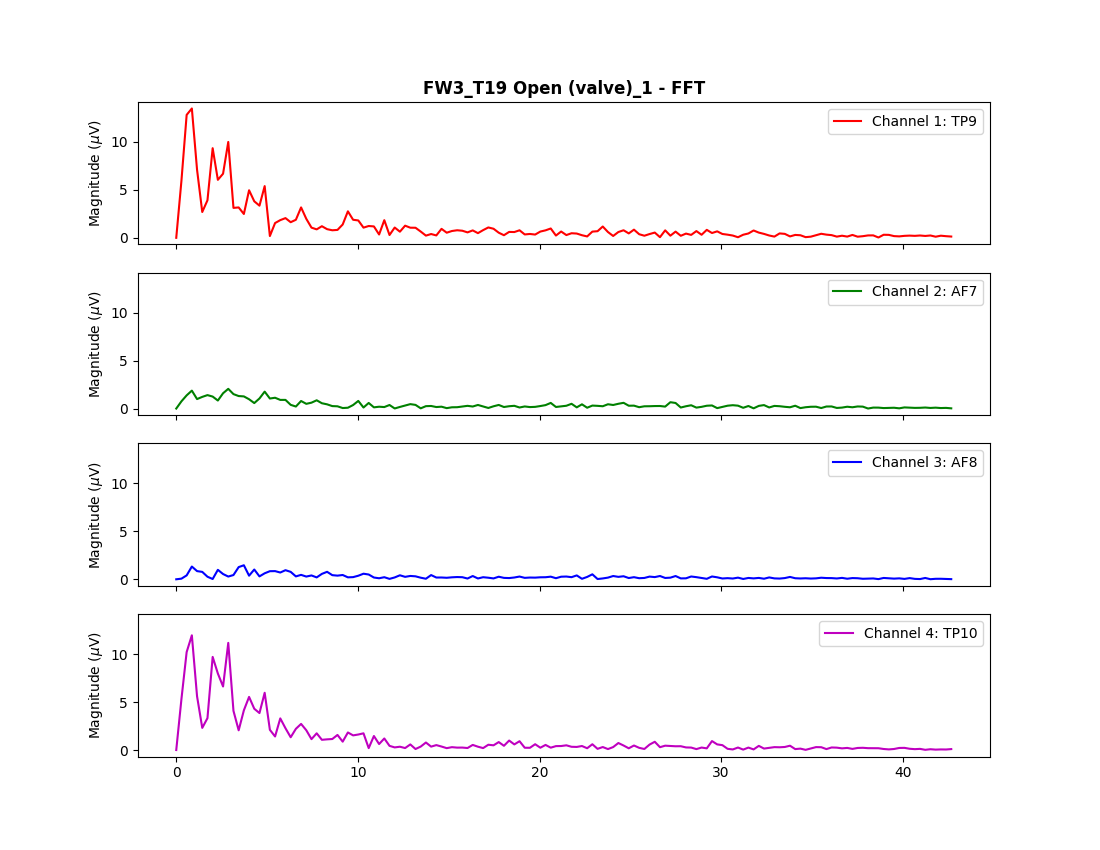 FW3_T19 Open (valve)_1 - FFT
Channel 1: TP9
Magnitude (μV)
10
5
0
Channel 2: AF7
Magnitude (μV)
10
5
0
Channel 3: AF8
Magnitude (μV)
10
5
0
Channel 4: TP10
Magnitude (μV)
10
5
0
0 10 20 30 40